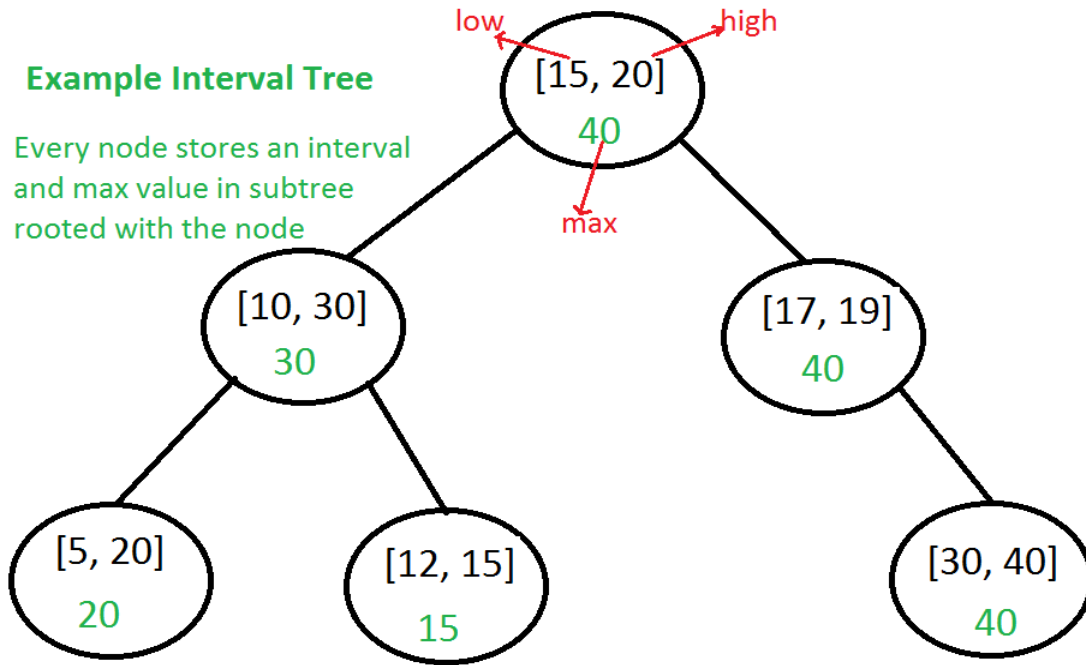 low
high
[15, 20]
40
max
Example Interval Tree
Every node stores an interval
and max value in subtree
rooted with the node
[10, 30]
30
[17, 19]
40
[5, 20]
20
[12, 15]
15
[30, 40]
40